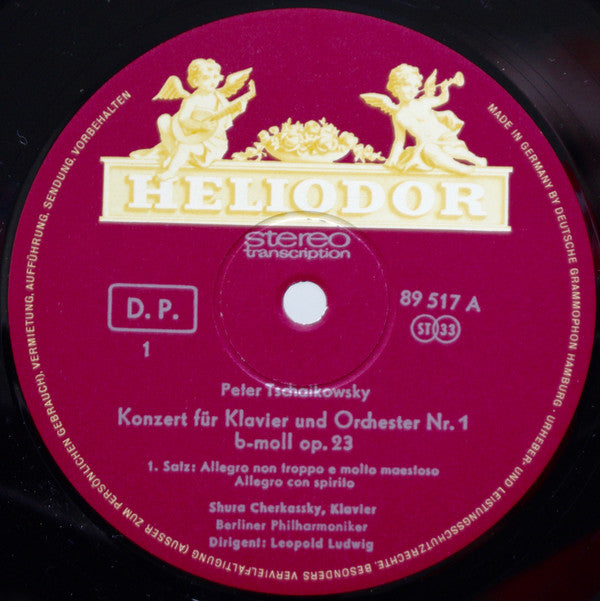 HELIODOR
stereo
transcription
D. P.
1
89 517 A
ST 33
Peter Tschaikowsky
Konzert für Klavier und Orchester Nr. 1
b-moll op. 23
1. Satz: Allegro non troppo e molto maestoso
Allegro con spirito
Shura Cherkassky, Klavier
Berliner Philharmoniker
Dirigent: Leopold Ludwig
MADE IN GERMANY BY DEUTSCHE GRAMMOPHON HAMBURG · URHEBER- UND LEISTUNGSSCHUTZRECHTE, BESONDERS VERVIELFÄLTIGUNG (AUSSER ZUM PERSÖNLICHEN GEBRAUCH), VERMIETUNG, AUFFÜHRUNG, SENDUNG, VORBEHALTEN